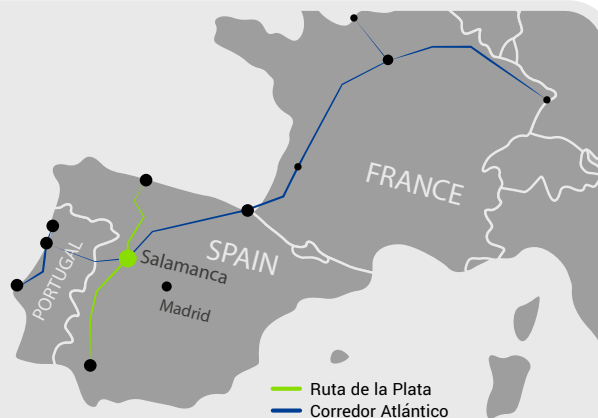 FRANCE
SPAIN
PORTUGAL
Salamanca
Madrid
Ruta de la Plata
Corredor Atlántico